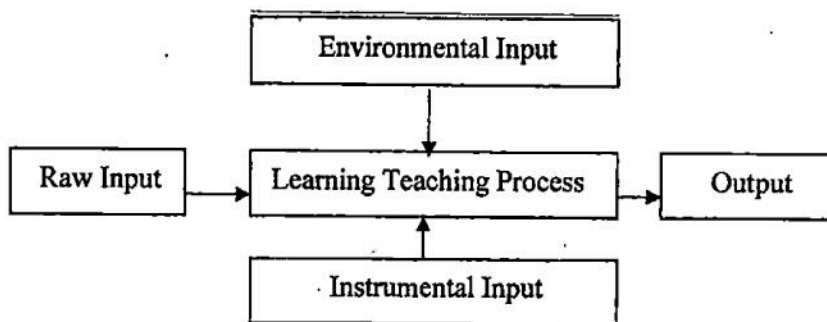 Environmental Input
Raw Input
Learning Teaching Process
Output
Instrumental Input